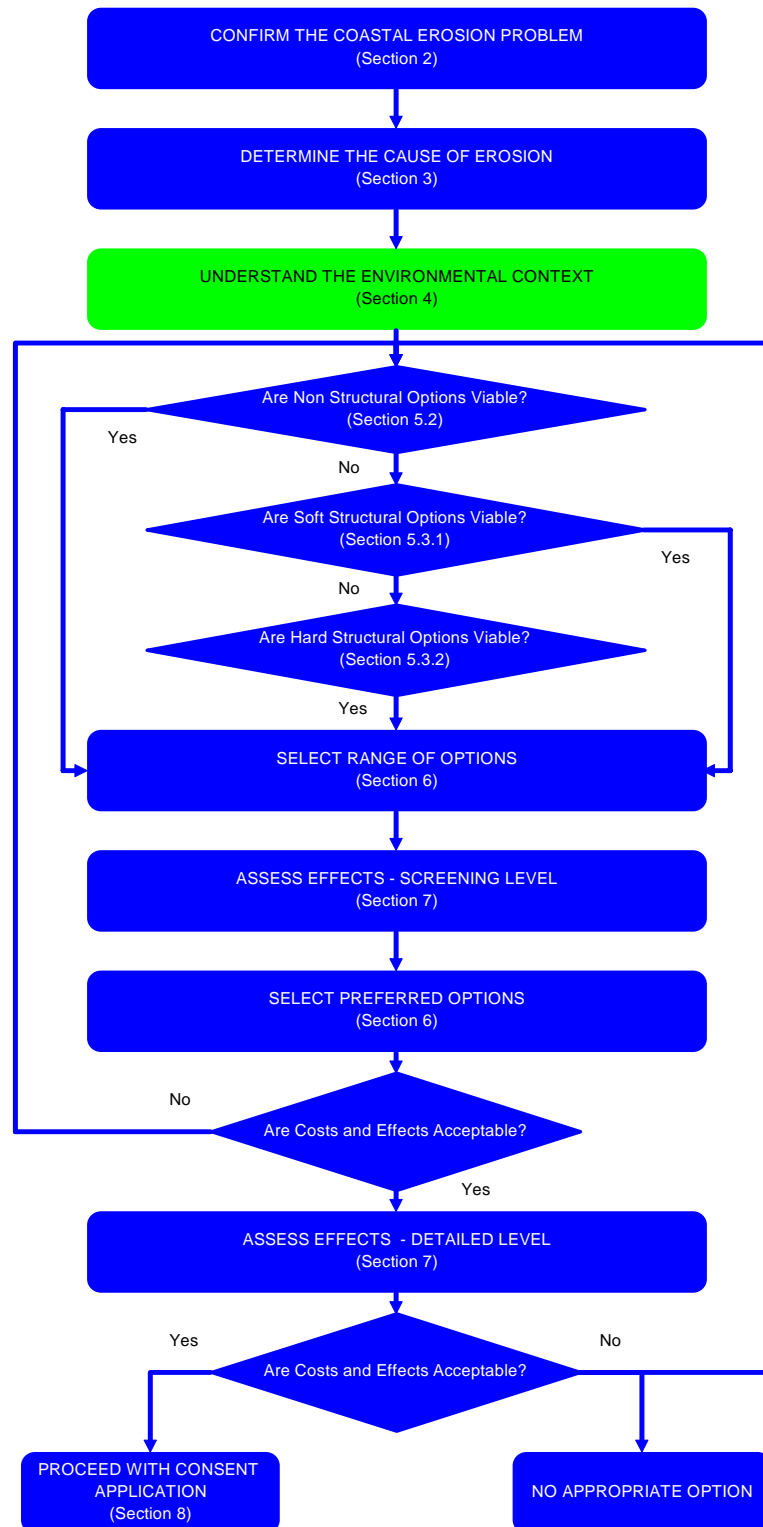 CONFIRM THE COASTAL EROSION PROBLEM
(Section 2)
DETERMINE THE CAUSE OF EROSION
(Section 3)
UNDERSTAND THE ENVIRONMENTAL CONTEXT
(Section 4)
Are Non Structural Options Viable?
(Section 5.2)
Yes
No
Are Soft Structural Options Viable?
(Section 5.3.1)
Yes
No
Are Hard Structural Options Viable?
(Section 5.3.2)
Yes
SELECT RANGE OF OPTIONS
(Section 6)
ASSESS EFFECTS - SCREENING LEVEL
(Section 7)
SELECT PREFERRED OPTIONS
(Section 6)
No
Are Costs and Effects Acceptable?
Yes
ASSESS EFFECTS - DETAILED LEVEL
(Section 7)
Yes
No
Are Costs and Effects Acceptable?
PROCEED WITH CONSENT
APPLICATION
(Section 8)
NO APPROPRIATE OPTION